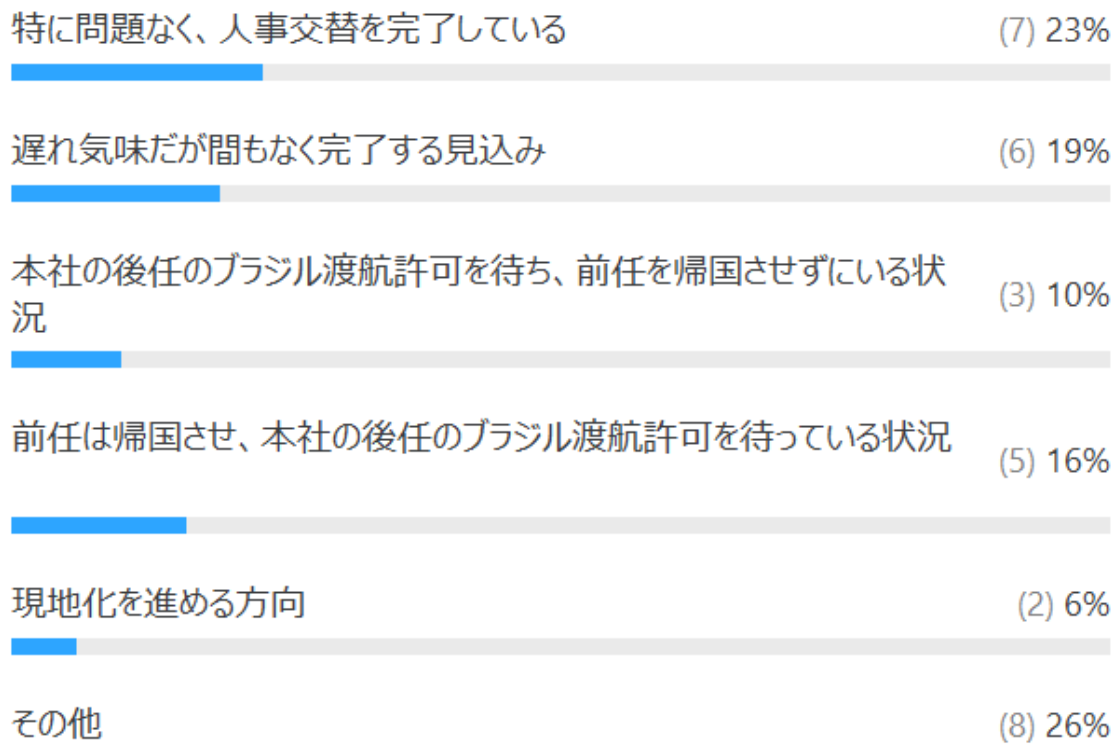 特に問題なく、人事交替を完了している (7) 23%
遅れ気味だが間もなく完了する見込み (6) 19%
本社の後任のブラジル渡航許可を待ち、前任を帰国させずにいる状
況 (3) 10%
前任は帰国させ、本社の後任のブラジル渡航許可を待っている状況 (5) 16%
現地化を進める方向 (2) 6%
その他 (8) 26%